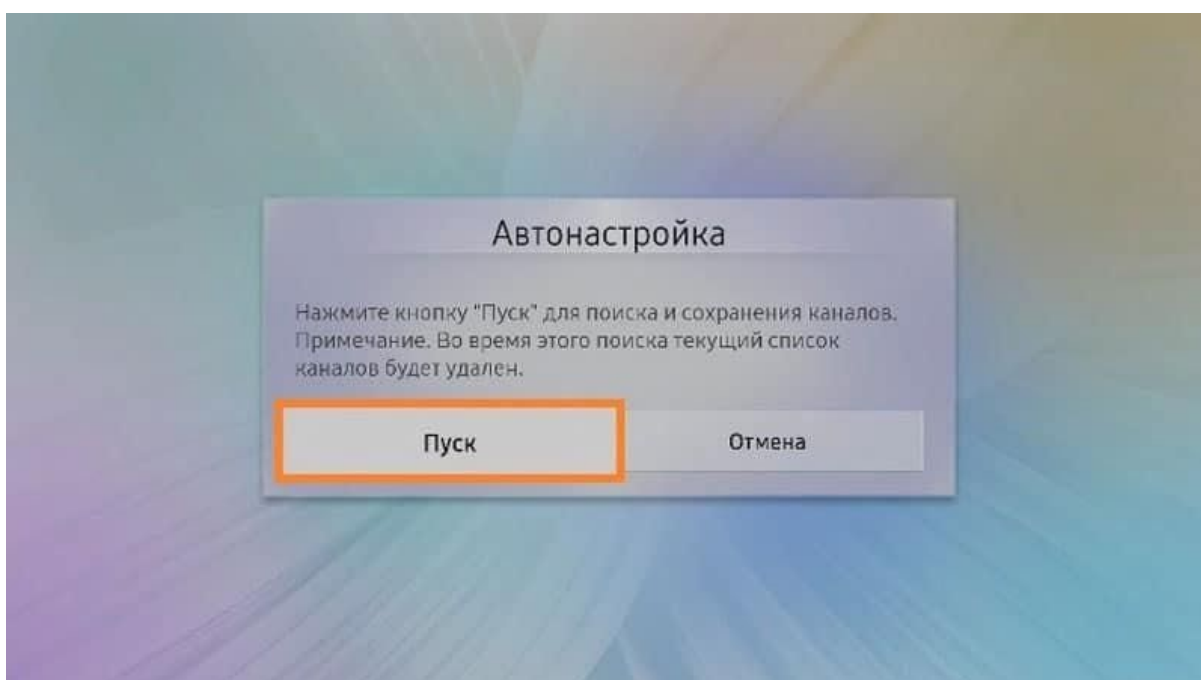 Автонастройка
Нажмите кнопку "Пуск" для поиска и сохранения каналов.
Примечание. Во время этого поиска текущий список
каналов будет удален.
Пуск
Отмена